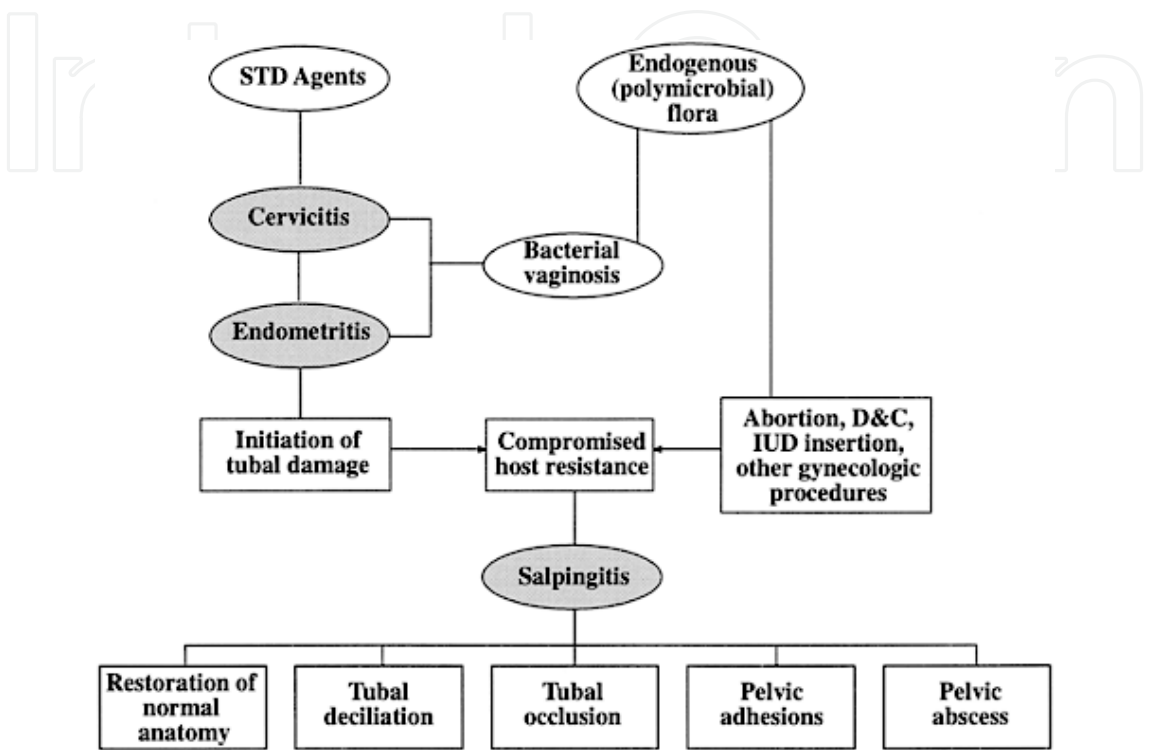 STD Agents
Endogenous
(polymicrobial)
flora
Cervicitis
Bacterial
vaginosis
Endometritis
Initiation of
tubal damage
Compromised
host resistance
Abortion, D&C,
IUD insertion,
other gynecologic
procedures
Salpingitis
Restoration of
normal
anatomy
Tubal
deciliation
Tubal
occlusion
Pelvic
adhesions
Pelvic
abscess